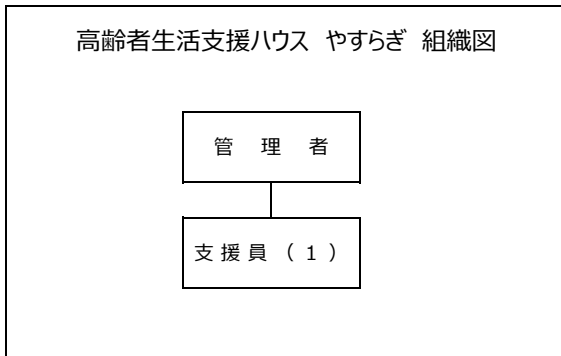 高齢者生活支援ハウス やすらぎ 組織図
管 理 者
支援員（1）